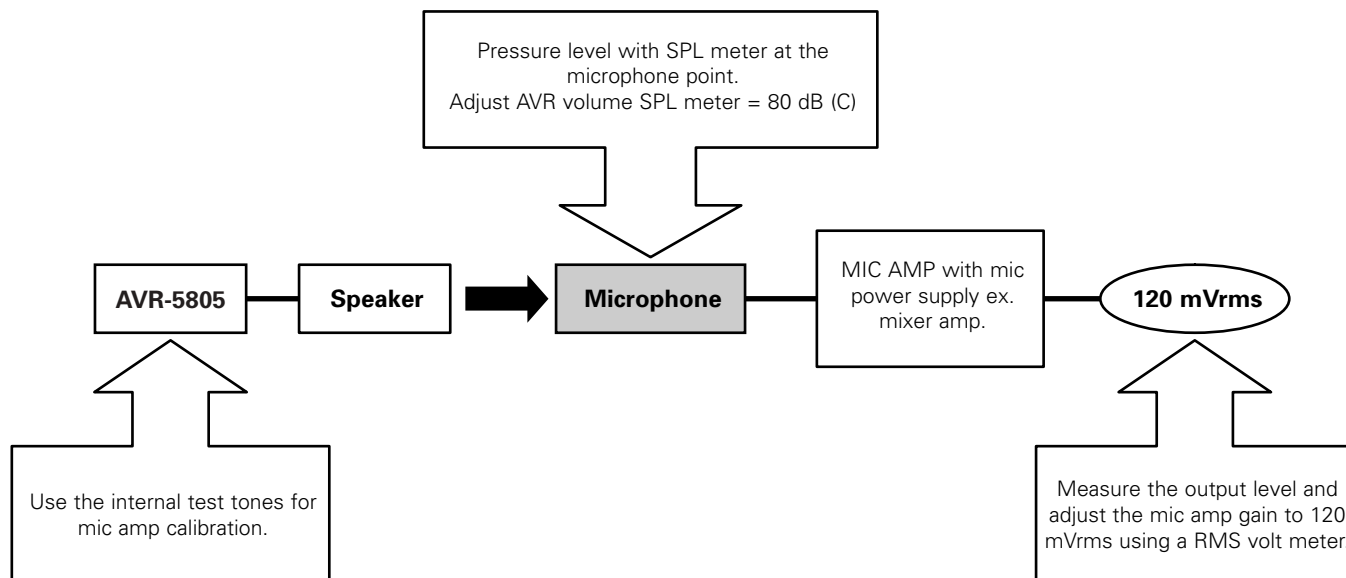 Pressure level with SPL meter at the
microphone point.
Adjust AVR volume SPL meter = 80 dB (C)
AVR-5805
Speaker
Microphone
MIC AMP with mic
power supply ex.
mixer amp.
120 mVrms
Use the internal test tones for
mic amp calibration.
Measure the output level and
adjust the mic amp gain to 120
mVrms using a RMS volt meter.